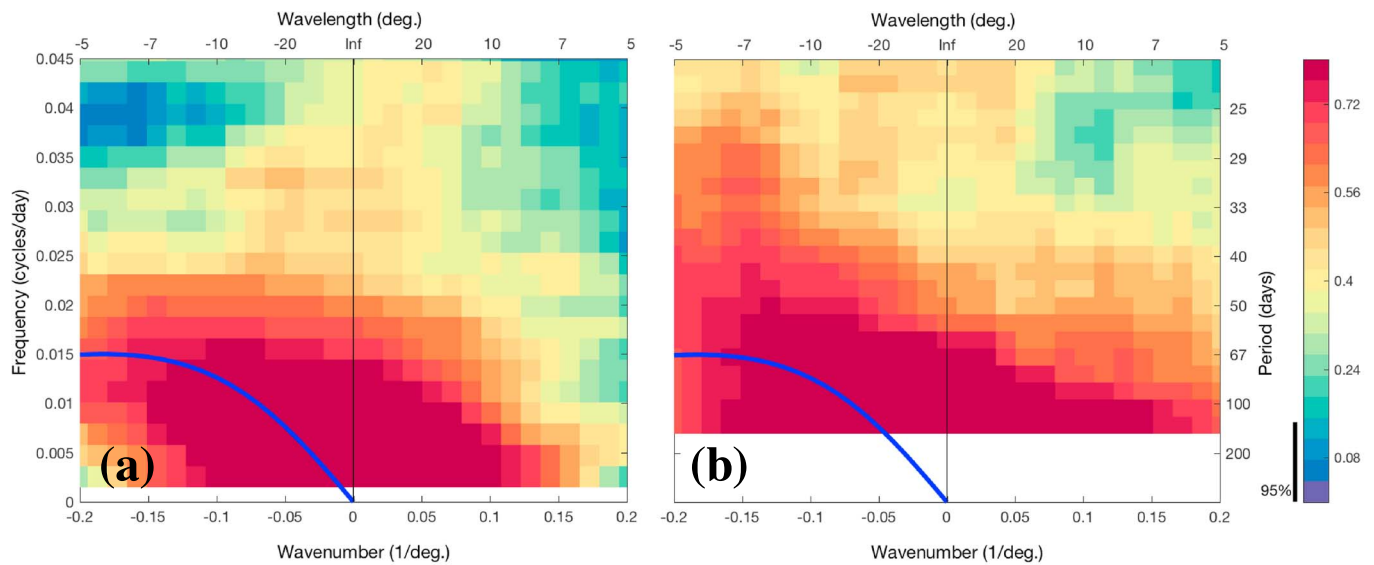 Wavelength (deg.)
-5 -7 -10 -20 Inf 20 10 7 5
Frequency (cycles/day)
0.045
0.04
0.035
0.03
0.025
0.02
0.015
0.01
0.005
0
(a)
-0.2 -0.15 -0.1 -0.05 0 0.05 0.1 0.15 0.2
Wavenumber (1/deg.)
Wavelength (deg.)
-5 -7 -10 -20 Inf 20 10 7 5
25
29
33
40
50
67
100
200
Period (days)
(b)
-0.2 -0.15 -0.1 -0.05 0 0.05 0.1 0.15 0.2
Wavenumber (1/deg.)
0.72
0.56
0.4
0.24
0.08
95%